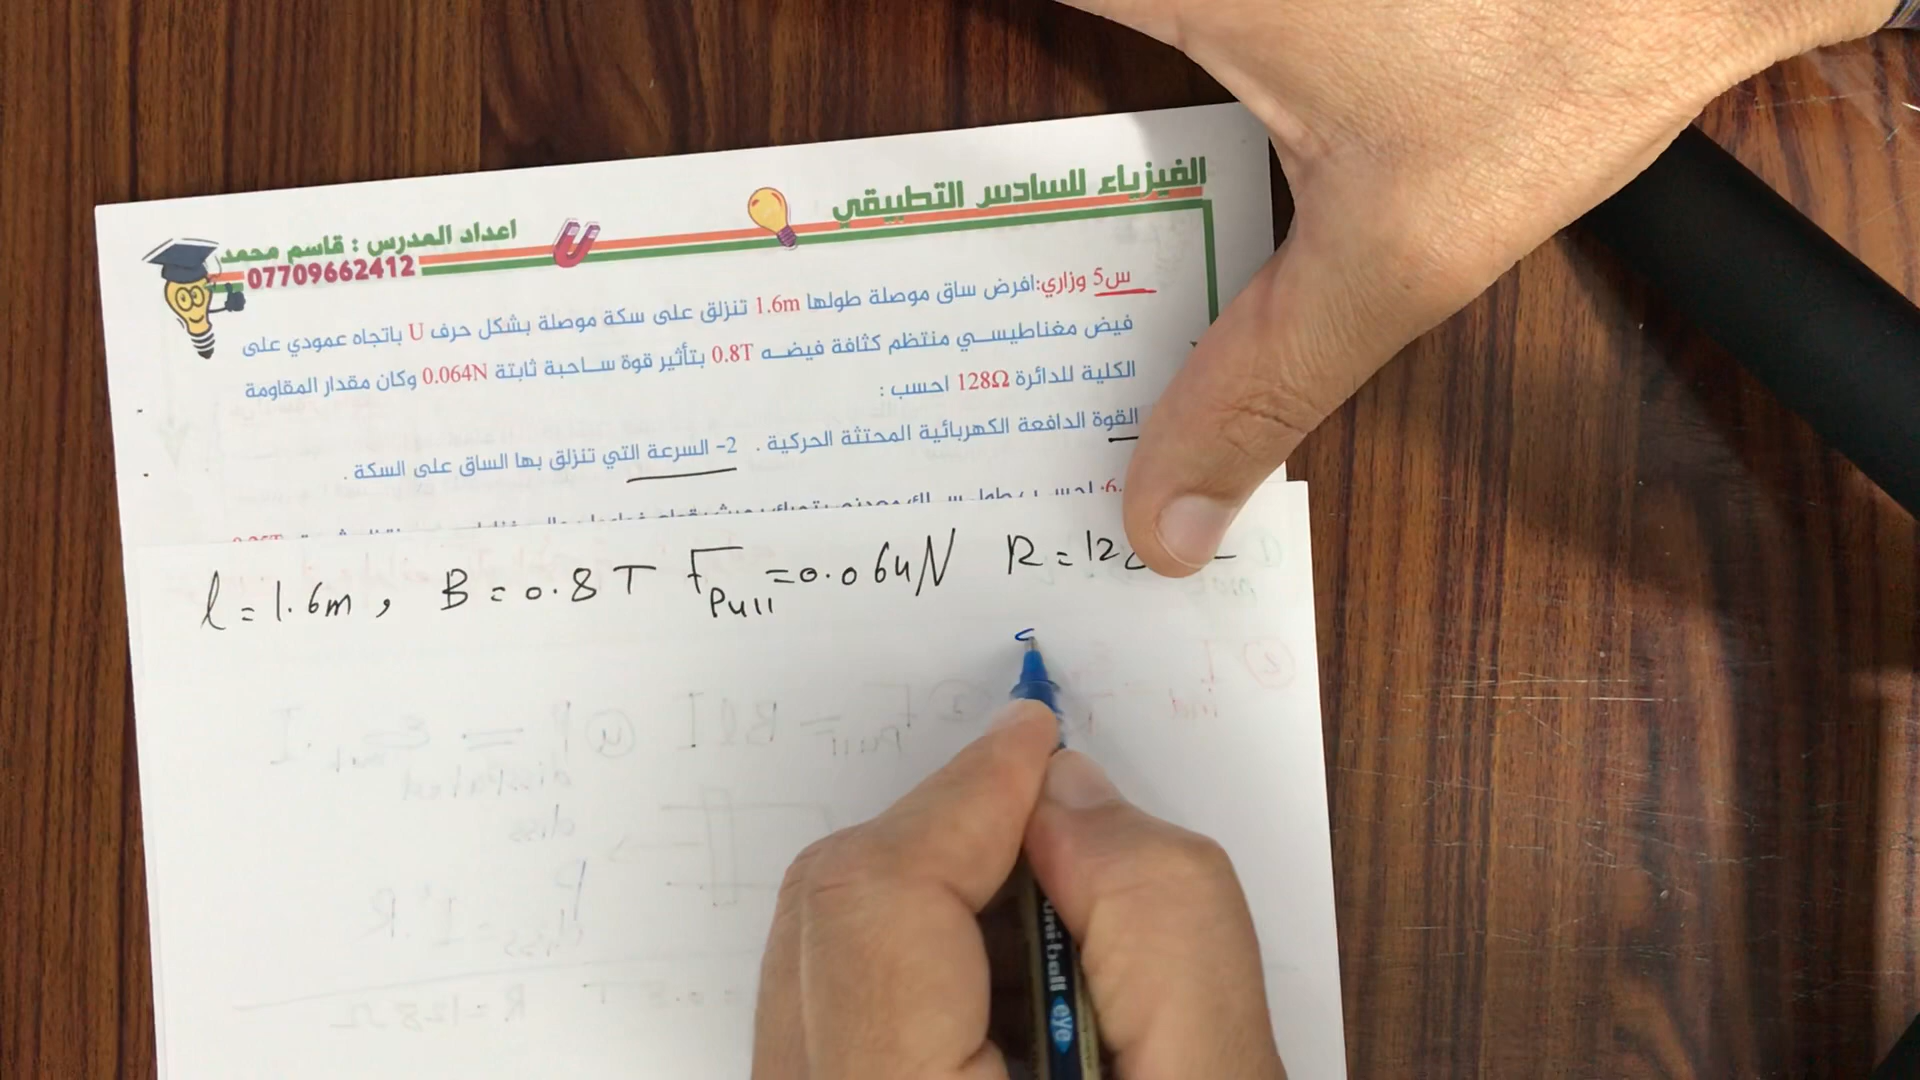 الفيزياء للسادس التطبيقي
اعداد المدرس : قاسم محمد
07709662412
س5 وزاري:افرض ساق موصلة طولها 1.6m تنزلق على سكة موصلة بشكل حرف U باتجاه عمودي على
فيض مغناطيسي منتظم كثافة فيضه 0.8T بتأثير قوة ساحبة ثابتة 0.064N وكان مقدار المقاومة
الكلية للدائرة 128Ω احسب :
القوة الدافعة الكهربائية المحتثة الحركية . 2- السرعة التي تنزلق بها الساق على السكة .
l = 1.6m , B = 0.8 T F Pull = 0.064N R = 12
uniball eye